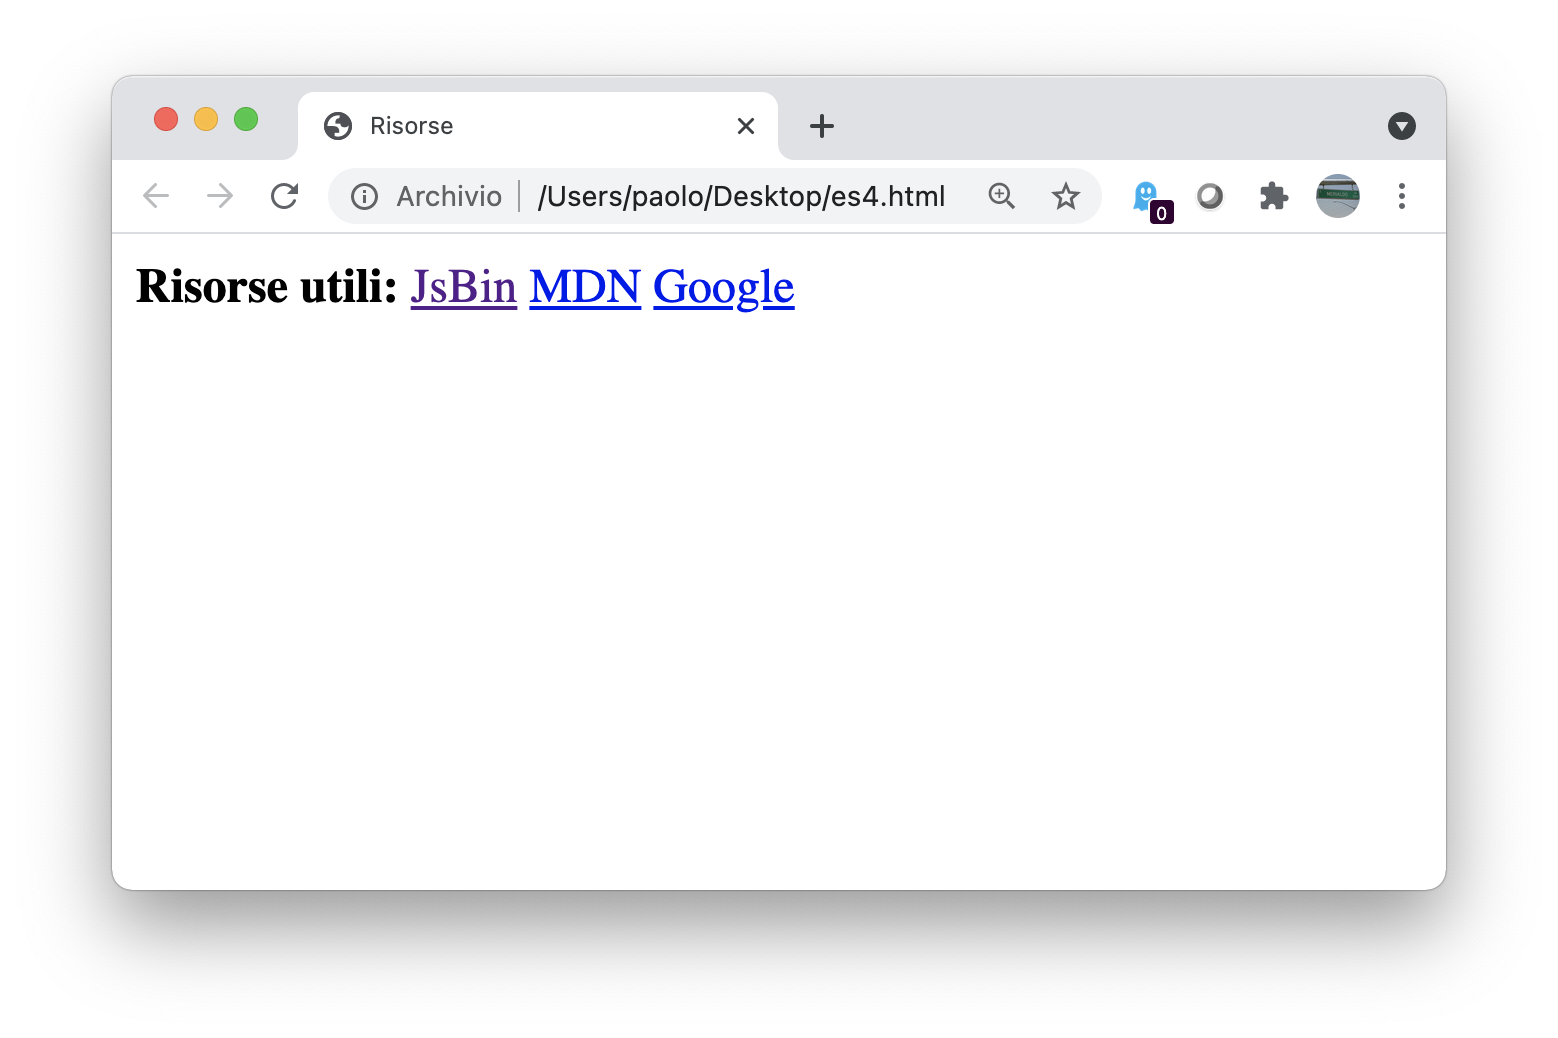 Risorse
Archivio /Users/paolo/Desktop/es4.html
0
Risorse utili: JsBin MDN Google